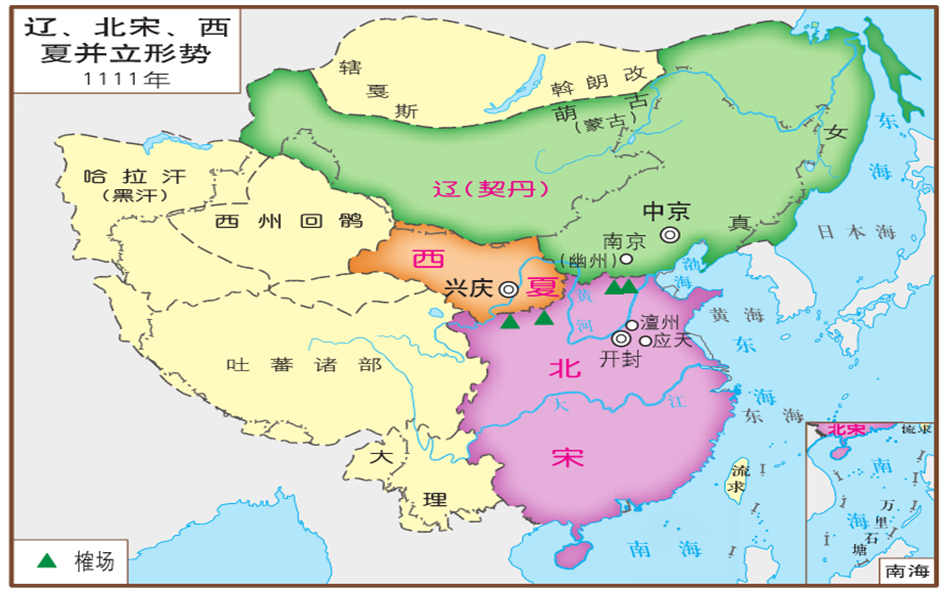 辽、北宋、西
夏并立形势
1111年
辖
戛
斯
斡朗改
萌古
(蒙古)
女
真
东
海
哈拉汗
(黑汗)
西州回鹘
辽(契丹)
中京
南京
(幽州)
日本海
渤
海
西
夏
兴庆
黄
河
黄海
澶州
应天
开封
东
海
吐蕃诸部
北
宋
大江
东海
大
理
流
求
南海
北宋
流求
南
海
万
里
石
塘
南海
榷场